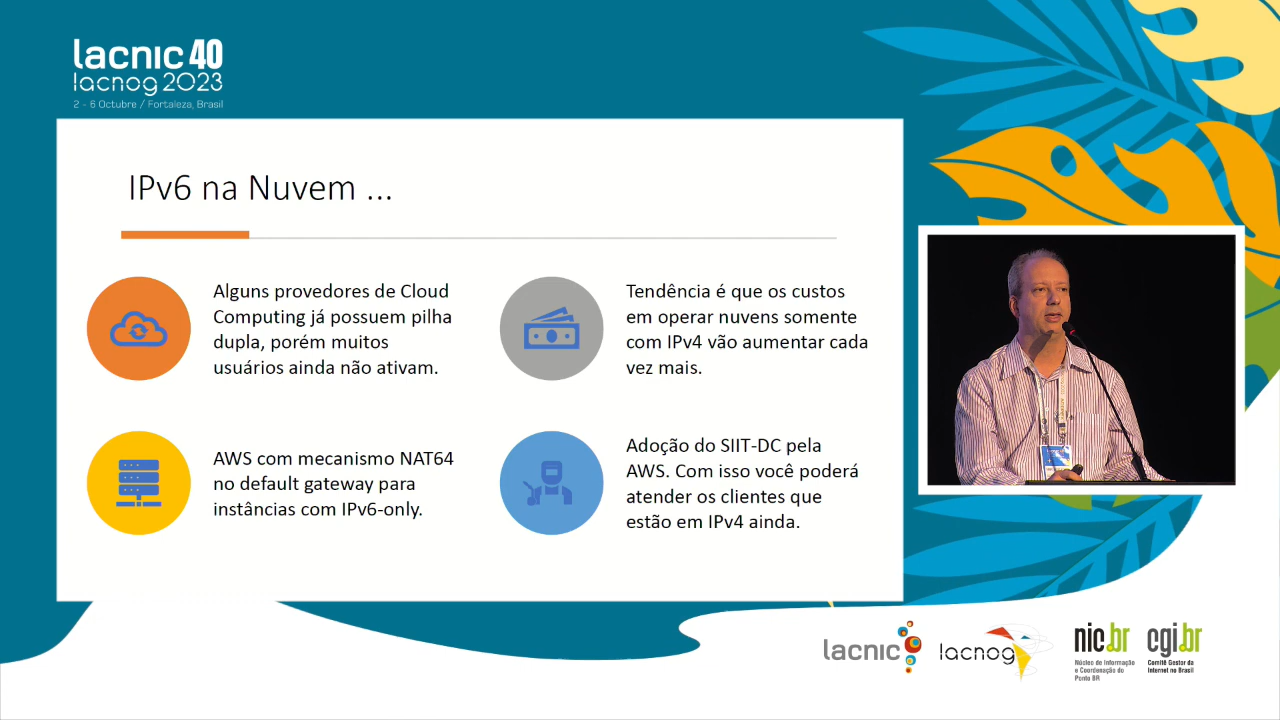 lacnic 40
lacnog 2023
2 - 6 Octubre / Fortaleza, Brasil
IPv6 na Nuvem ...
Alguns provedores de Cloud
Computing já possuem pilha
dupla, porém muitos
usuários ainda não ativam.
Tendência é que os custos
em operar nuvens somente
com IPv4 vão aumentar cada
vez mais.
AWS com mecanismo NAT64
no default gateway para
instâncias com IPv6-only.
Adoção do SIIT-DC pela
AWS. Com isso você poderá
atender os clientes que
estão em IPv4 ainda.
lacnic
lacnog
nic.br
Núcleo de Informação
e Coordenação do
Ponto BR
cgi.br
Comitê Gestor da
Internet no Brasil